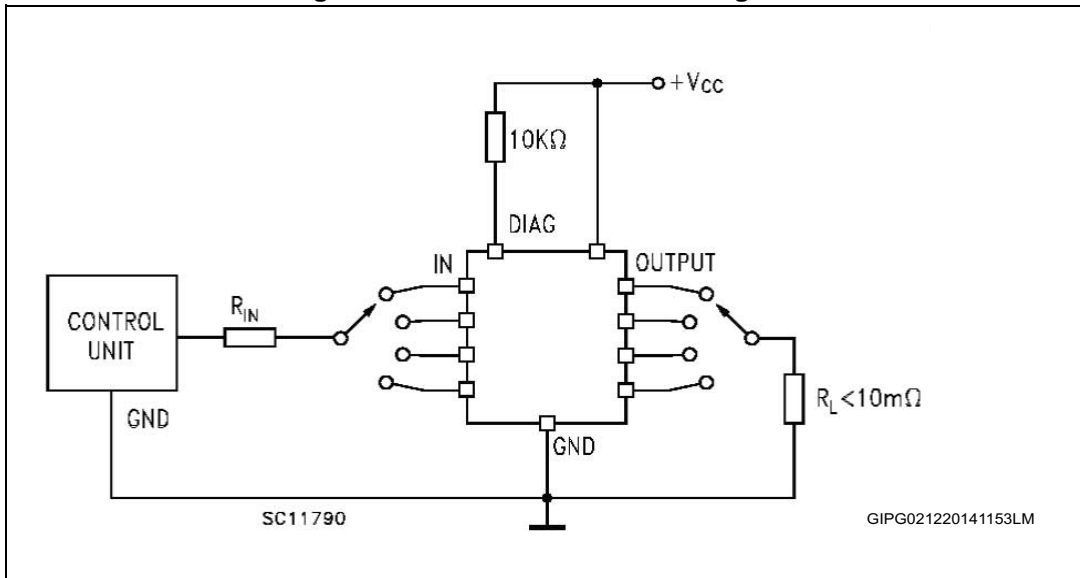 +Vcc
10KΩ
DIAG
IN
OUTPUT
CONTROL
UNIT
RIN
RL<10mΩ
GND
GND
SC11790
GIPG021220141153LM